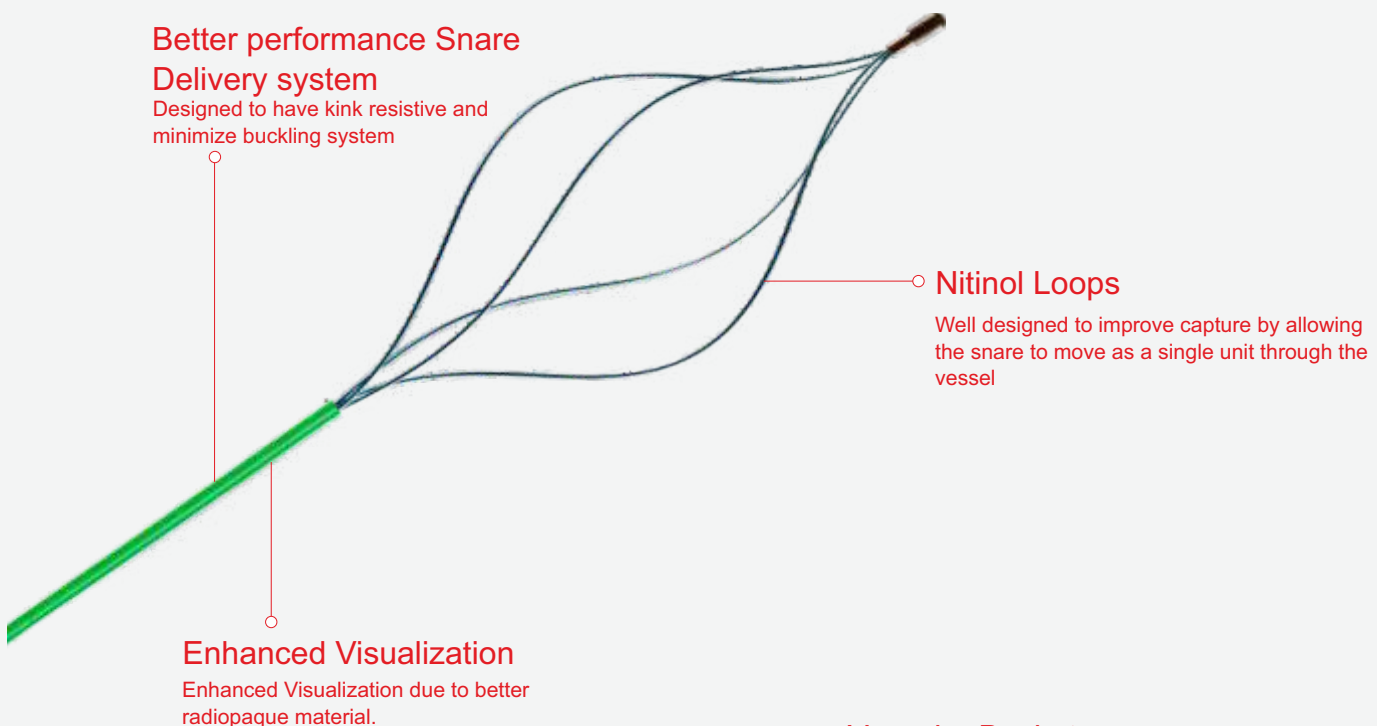 Better performance Snare
Delivery system
Designed to have kink resistive and
minimize buckling system
Nitinol Loops
Well designed to improve capture by allowing
the snare to move as a single unit through the
vessel
Enhanced Visualization
Enhanced Visualization due to better
radiopaque material.